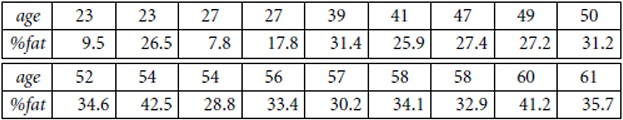 age 23 23 27 27 39 41 47 49 50
%fat 9.5 26.5 7.8 17.8 31.4 25.9 27.4 27.2 31.2
age 52 54 54 56 57 58 58 60 61
%fat 34.6 42.5 28.8 33.4 30.2 34.1 32.9 41.2 35.7